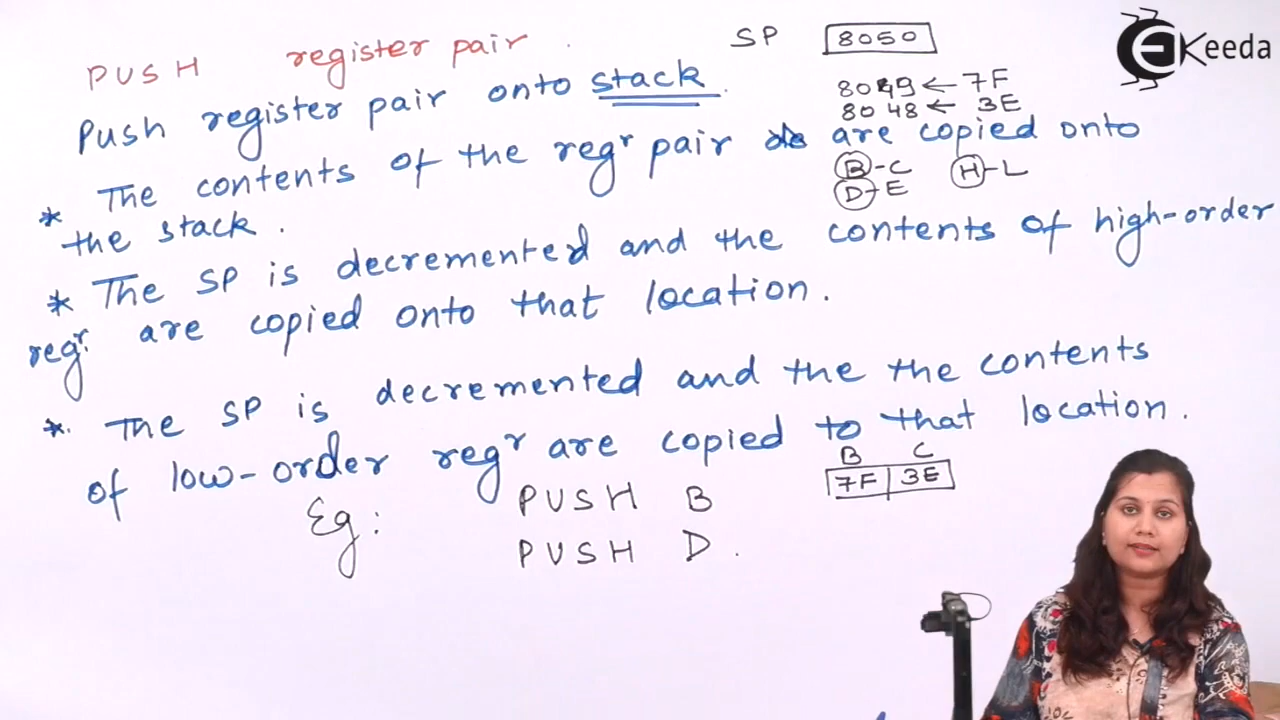 PUSH register pair.
SP 8050
EKeeda
Push register pair onto stack.
8049 ← 7F
8048 ← 3E
* The contents of the regr pair are copied onto
B-C H-L
D-E
the stack.
* The SP is decremented and the contents of high-order
regr. are copied onto that location.
*. The SP is decremented and the the contents
of low-order regr are copied to that location.
B C
7F 3E
Eg: PUSH B
PUSH D.